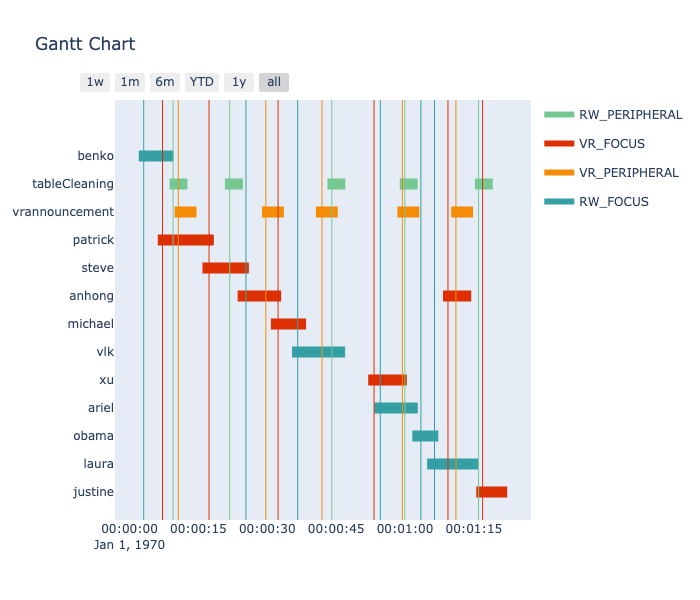 Gantt Chart
1w 1m 6m YTD 1y all
RW_PERIPHERAL
VR_FOCUS
VR_PERIPHERAL
RW_FOCUS
benko
tableCleaning
vrannouncement
patrick
steve
anhong
michael
vlk
xu
ariel
obama
laura
justine
00:00:00 00:00:15 00:00:30 00:00:45 00:01:00 00:01:15
Jan 1, 1970